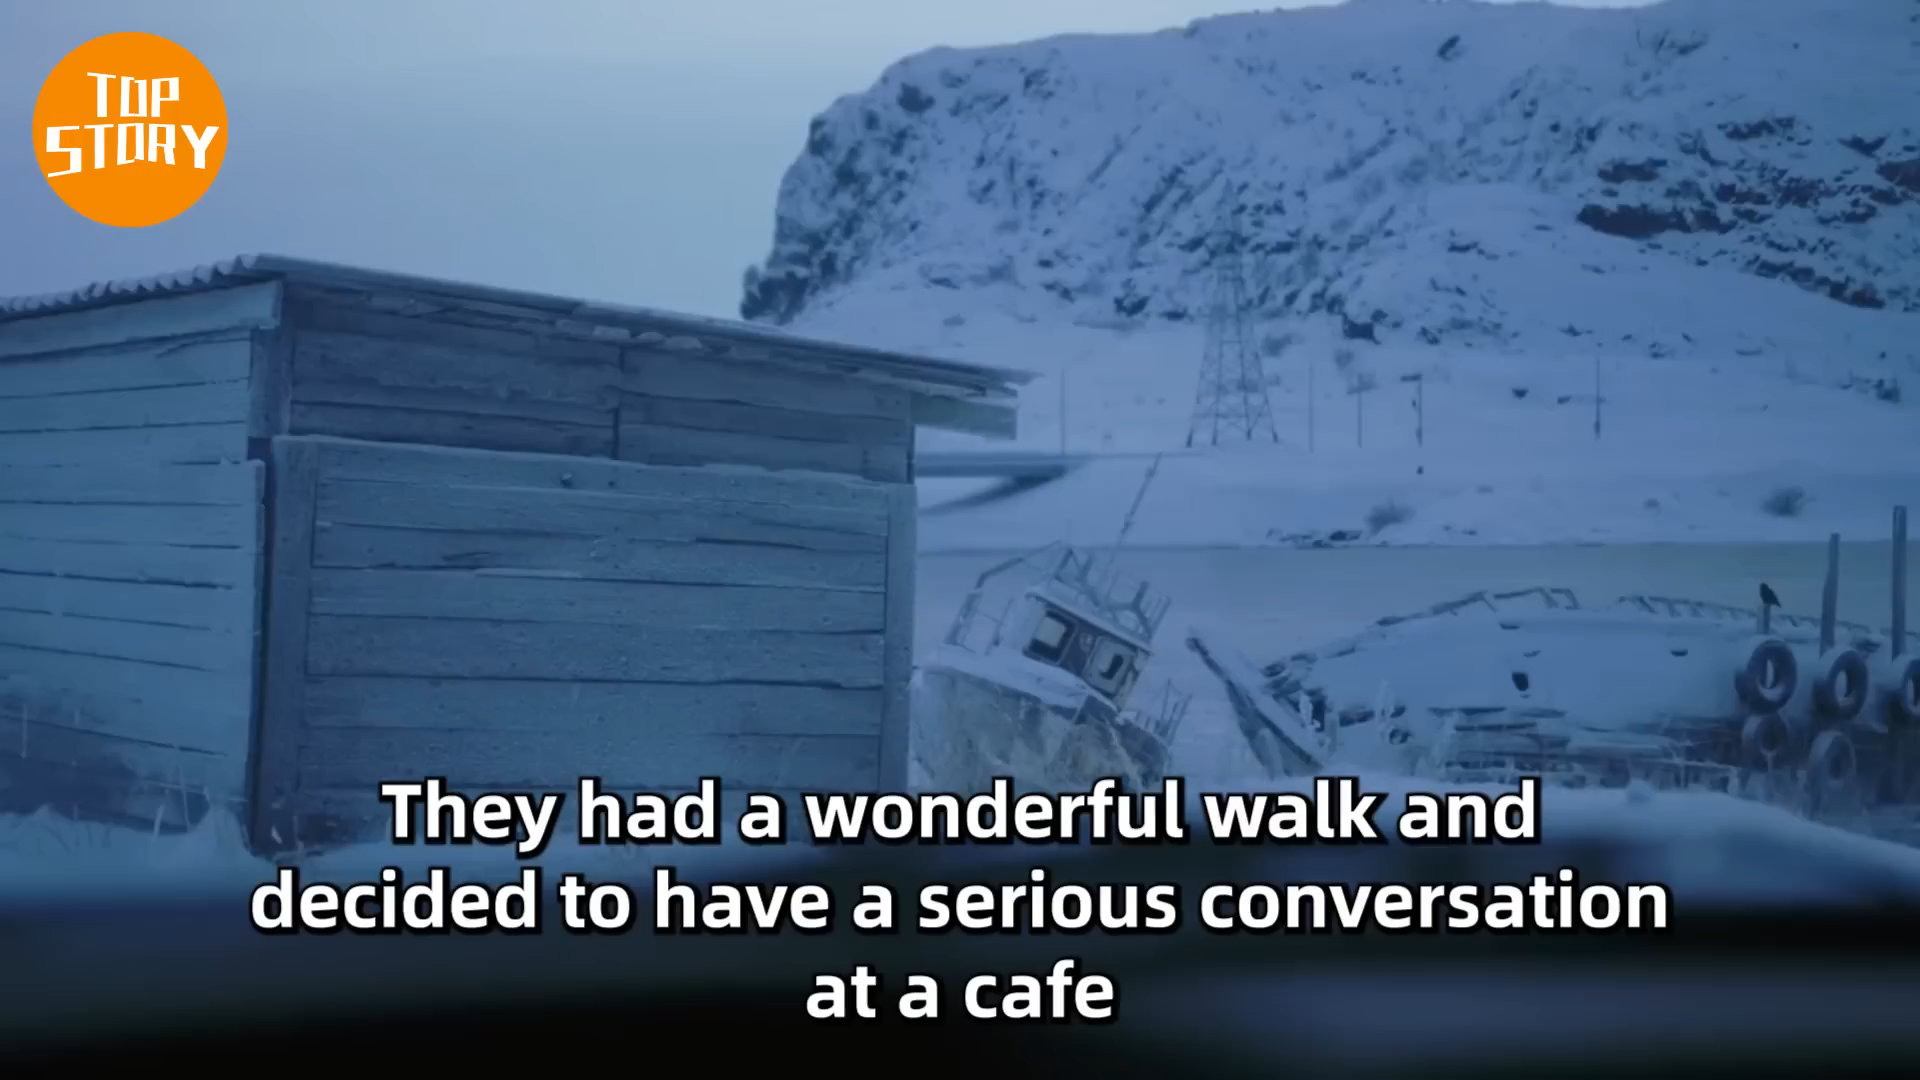 TOP
STORY
They had a wonderful walk and
decided to have a serious conversation
at a cafe